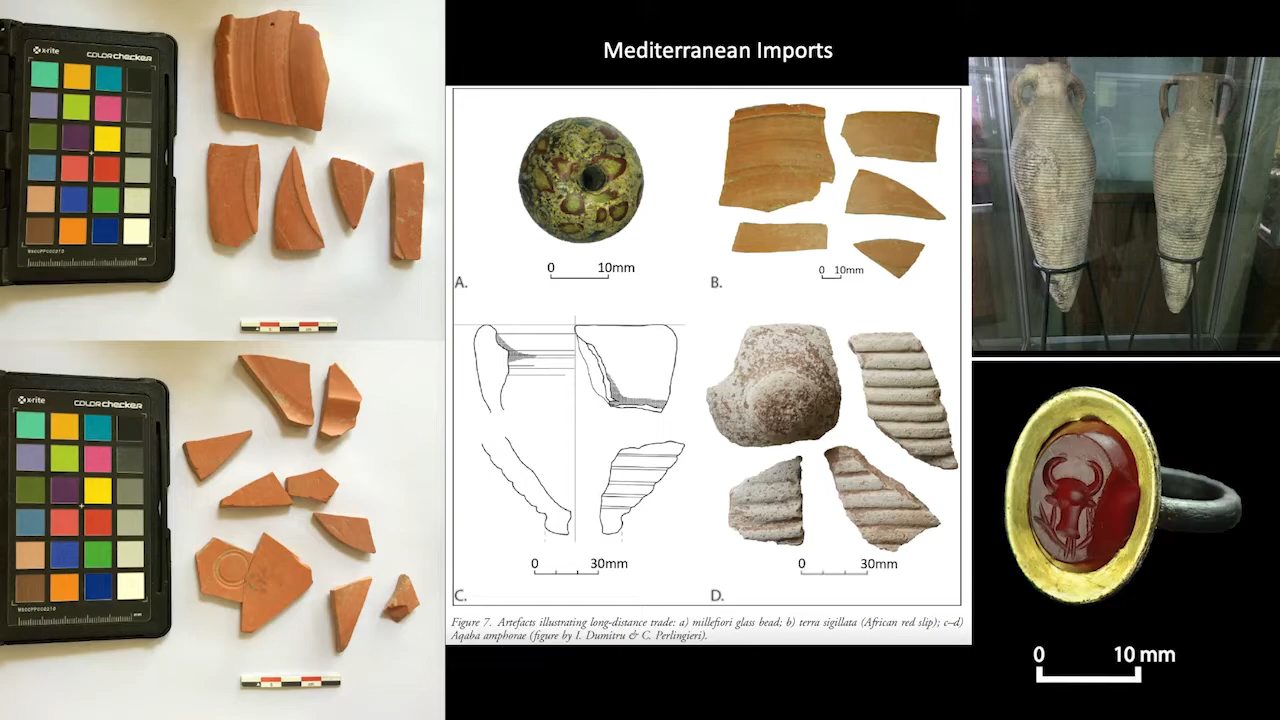 Mediterranean Imports
x-rite
COLORchecker
mm
x-rite
COLORchecker
mm
0 10mm
A.
0 10mm
B.
0 30mm
C.
0 30mm
D.
Figure 7. Artefacts illustrating long-distance trade: a) millefiori glass bead; b) terra sigillata (African red slip); c–d)
Aqaba amphorae (figure by I. Dumitru & C. Perlingieri).
0 10 mm